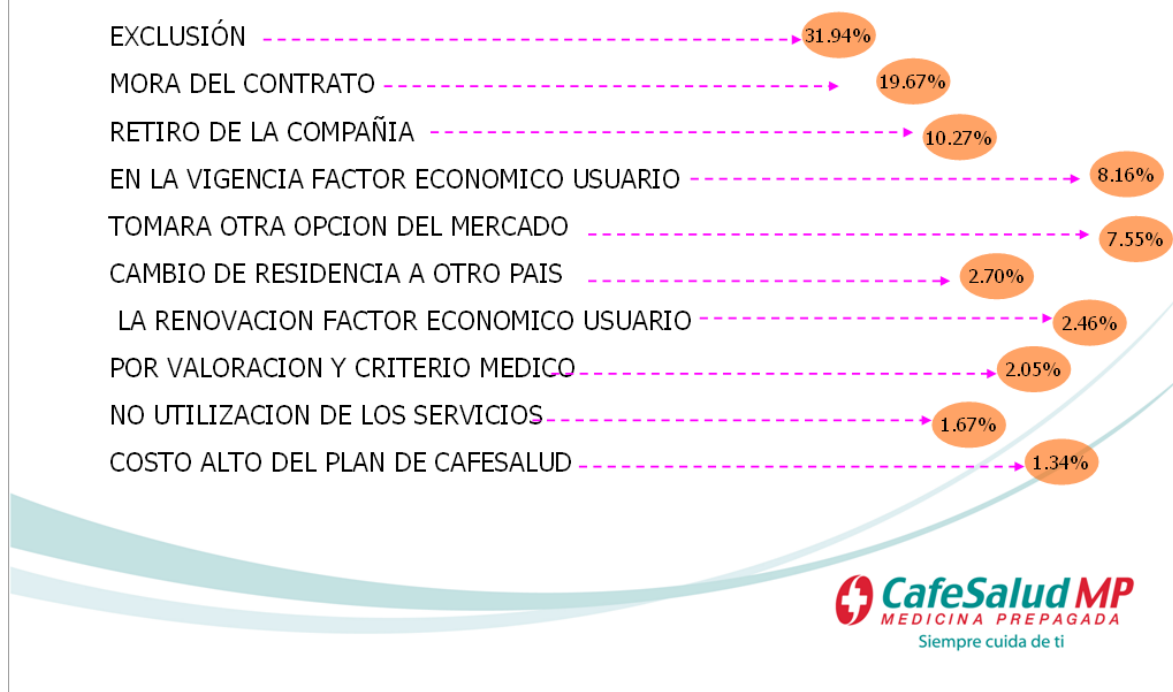 EXCLUSIÓN 31.94%
MORA DEL CONTRATO 19.67%
RETIRO DE LA COMPAÑIA 10.27%
EN LA VIGENCIA FACTOR ECONOMICO USUARIO 8.16%
TOMARA OTRA OPCION DEL MERCADO 7.55%
CAMBIO DE RESIDENCIA A OTRO PAIS 2.70%
LA RENOVACION FACTOR ECONOMICO USUARIO 2.46%
POR VALORACION Y CRITERIO MEDICO 2.05%
NO UTILIZACION DE LOS SERVICIOS 1.67%
COSTO ALTO DEL PLAN DE CAFESALUD 1.34%
CafeSalud MP
MEDICINA PREPAGADA
Siempre cuida de ti